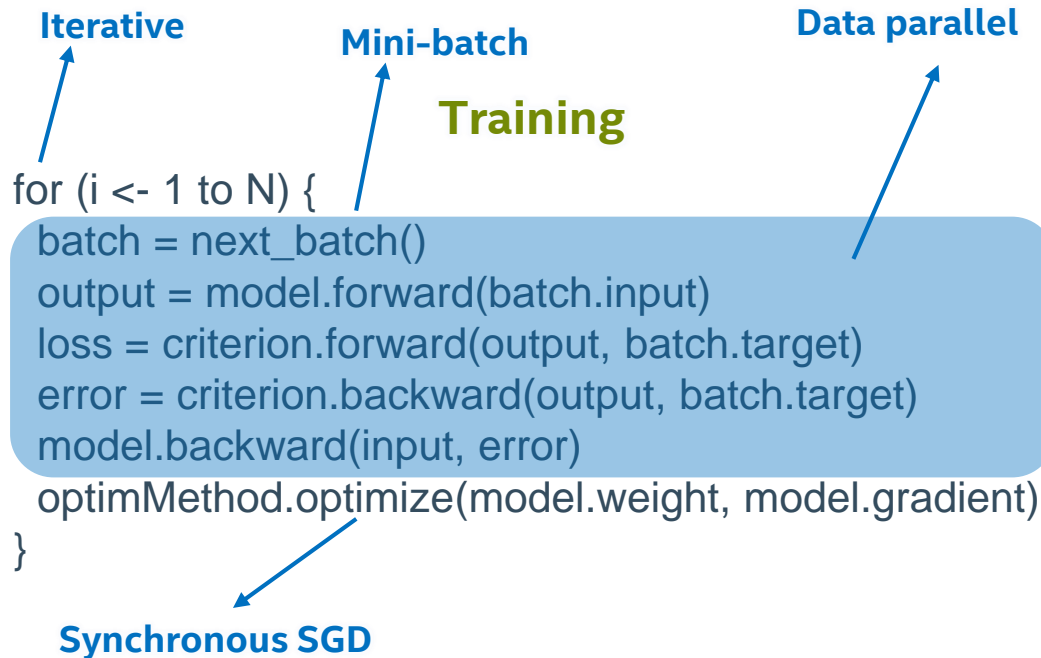 Iterative
Mini-batch
Data parallel
Training
for (i <- 1 to N) {
batch = next_batch()
output = model.forward(batch.input)
loss = criterion.forward(output, batch.target)
error = criterion.backward(output, batch.target)
model.backward(input, error)
optimMethod.optimize(model.weight, model.gradient)
}
Synchronous SGD